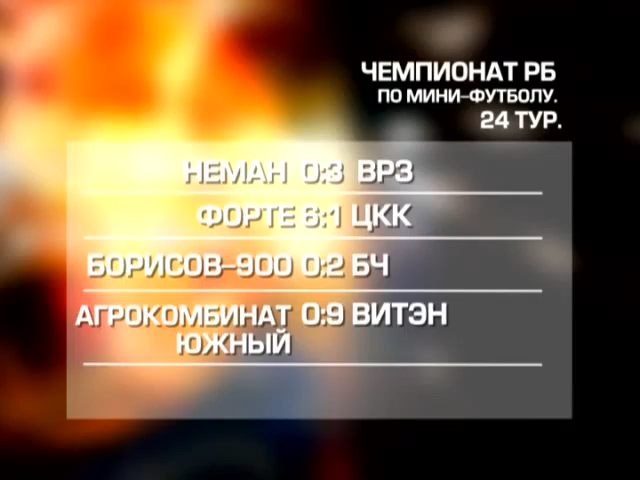 ЧЕМПИОНАТ РБ
ПО МИНИ-ФУТБОЛУ.
24 ТУР.
НЕМАН 0:3 ВРЗ
ФОРТЕ 6:1 ЦКК
БОРИСОВ-900 0:2 БЧ
АГРОКОМБИНАТ 0:9 ВИТЭН
ЮЖНЫЙ